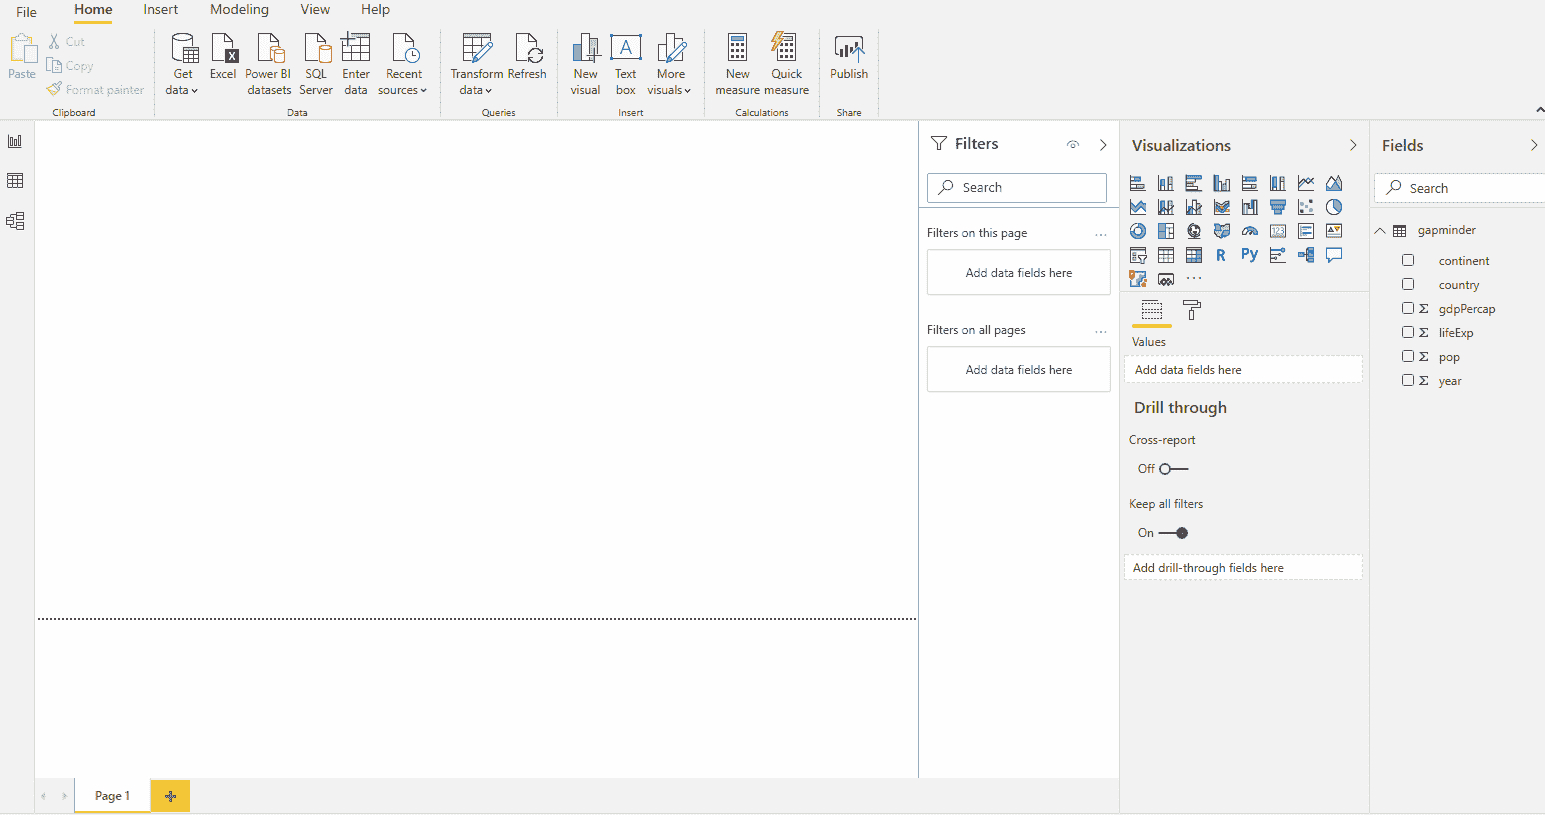 File Home Insert Modeling View Help
Paste
Cut
Copy
Format painter
Clipboard
Get data
Excel
Power BI datasets
SQL Server
Enter data
Recent sources
Data
Transform data
Refresh
Queries
New visual
Text box
More visuals
Insert
New measure
Quick measure
Calculations
Publish
Share
Filters
Search
Filters on this page ...
Add data fields here
Filters on all pages ...
Add data fields here
Visualizations
123
R Py
...
Values
Add data fields here
Drill through
Cross-report
Off
Keep all filters
On
Add drill-through fields here
Fields
Search
gapminder
continent
country
Σ gdpPercap
Σ lifeExp
Σ pop
Σ year
Page 1